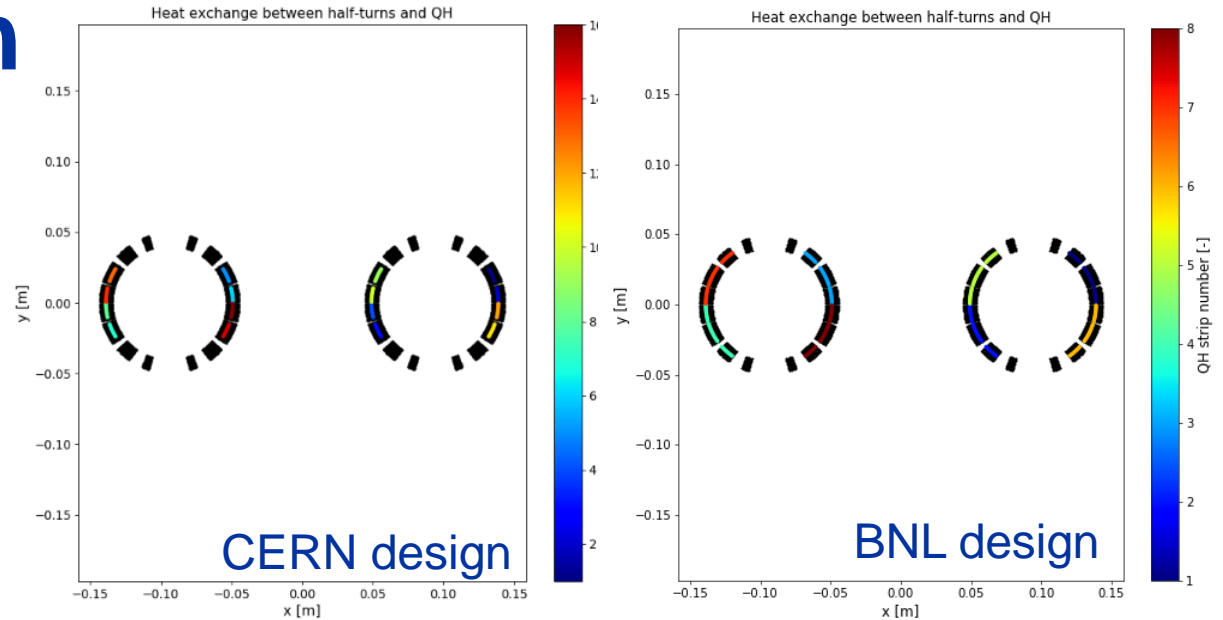 n
Heat exchange between half-turns and QH
0.15
0.10
0.05
0.00
−0.05
−0.10
−0.15
y [m]
−0.15 −0.10 −0.05 0.00 0.05 0.10 0.15
x [m]
CERN design
8
6
4
2
Heat exchange between half-turns and QH
0.15
0.10
0.05
0.00
−0.05
−0.10
−0.15
y [m]
−0.15 −0.10 −0.05 0.00 0.05 0.10 0.15
x [m]
BNL design
8
7
6
5
4
3
2
1
QH strip number [-]